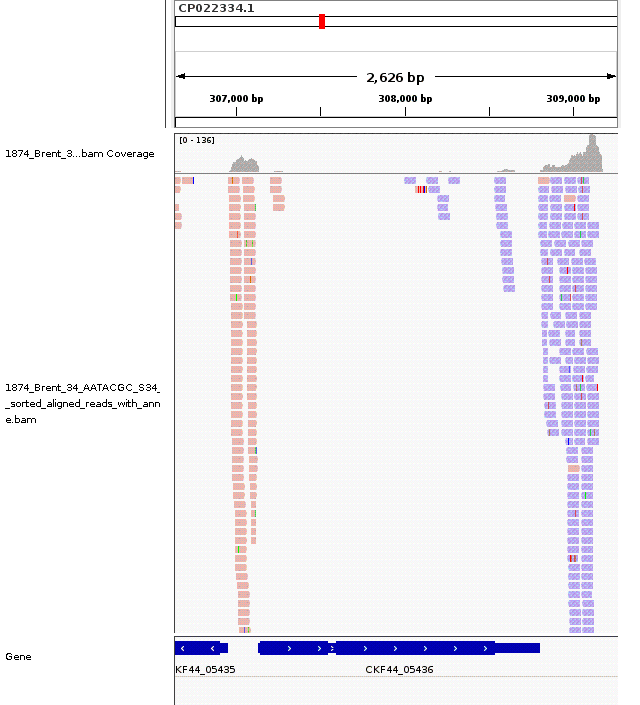 CP022334.1
2,626 bp
307,000 bp 308,000 bp 309,000 bp
[0 - 136]
1874_Brent_3...bam Coverage
1874_Brent_34_AATACGC_S34_
_sorted_aligned_reads_with_ann
e.bam
Gene
KF44_05435 CKF44_05436